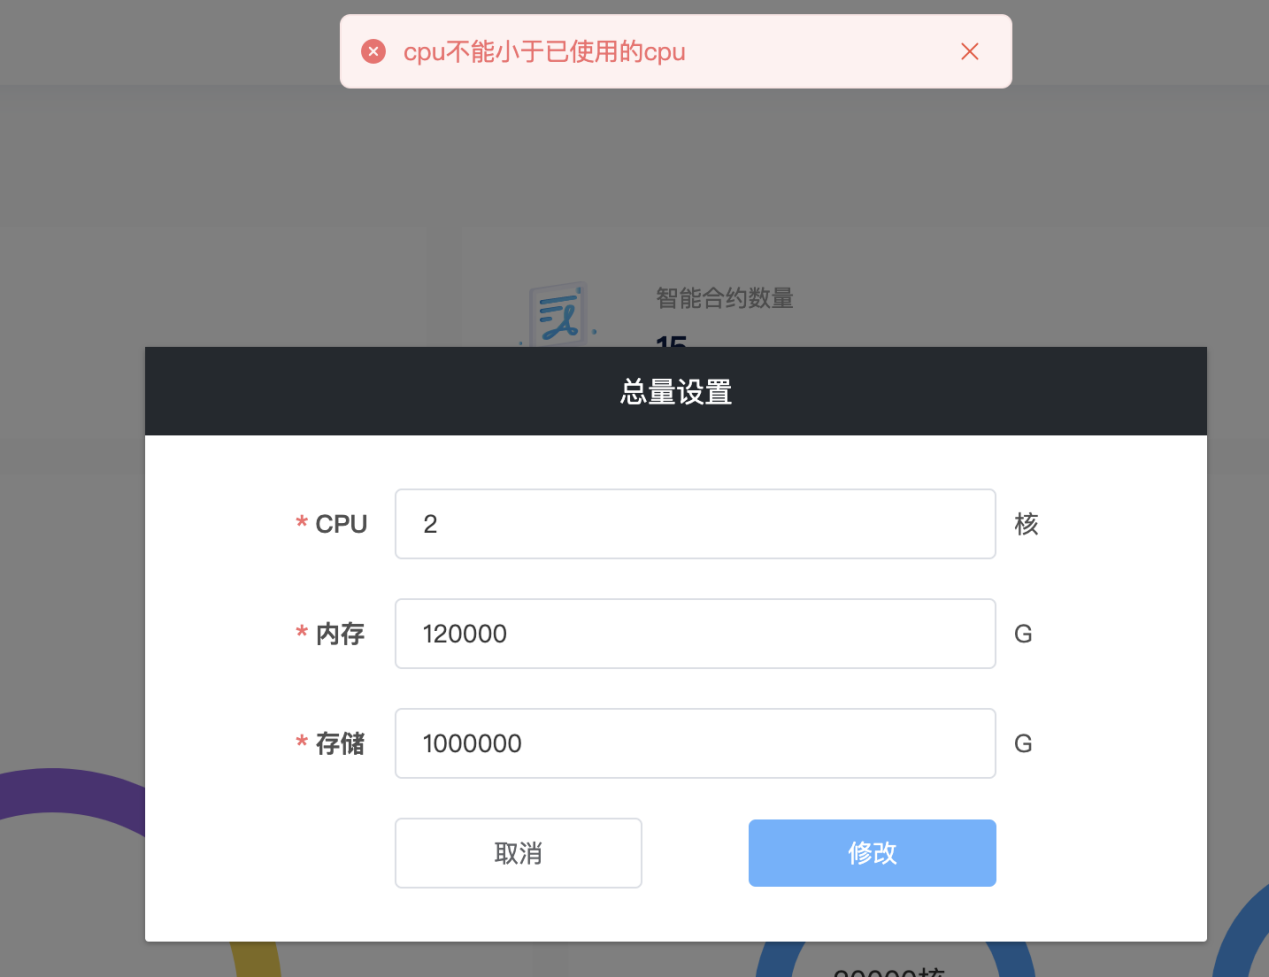 cpu不能小于已使用的cpu
智能合约数量
15
总量设置
* CPU 2 核
* 内存 120000 G
* 存储 1000000 G
取消 修改